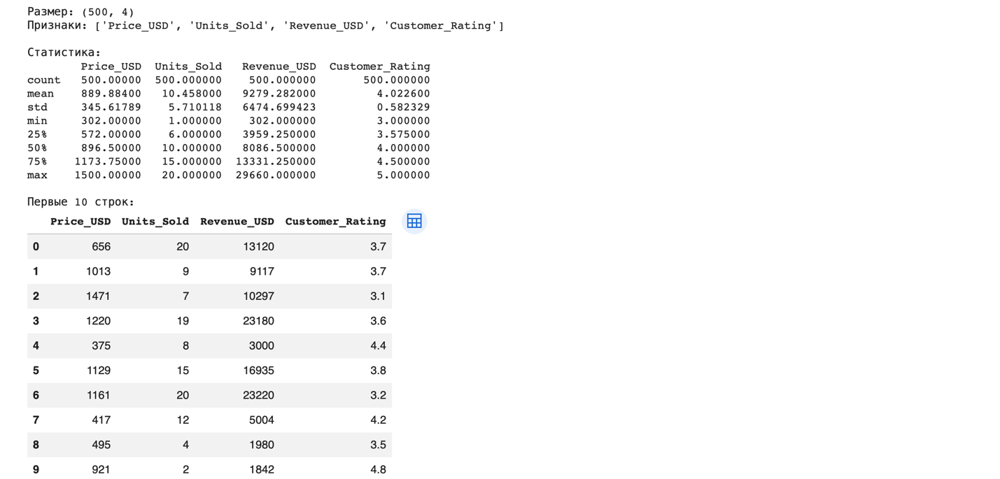 Размер: (500, 4)
Признаки: ['Price_USD', 'Units_Sold', 'Revenue_USD', 'Customer_Rating']
Статистика:
Price_USD Units_Sold Revenue_USD Customer_Rating
count 500.00000 500.000000 500.000000 500.000000
mean 889.88400 10.458000 9279.282000 4.022600
std 345.61789 5.710118 6474.699423 0.582329
min 302.00000 1.000000 302.000000 3.000000
25% 572.00000 6.000000 3959.250000 3.575000
50% 896.50000 10.000000 8086.500000 4.000000
75% 1173.75000 15.000000 13331.250000 4.500000
max 1500.00000 20.000000 29660.000000 5.000000
Первые 10 строк:
Price_USD Units_Sold Revenue_USD Customer_Rating
0 656 20 13120 3.7
1 1013 9 9117 3.7
2 1471 7 10297 3.1
3 1220 19 23180 3.6
4 375 8 3000 4.4
5 1129 15 16935 3.8
6 1161 20 23220 3.2
7 417 12 5004 4.2
8 495 4 1980 3.5
9 921 2 1842 4.8